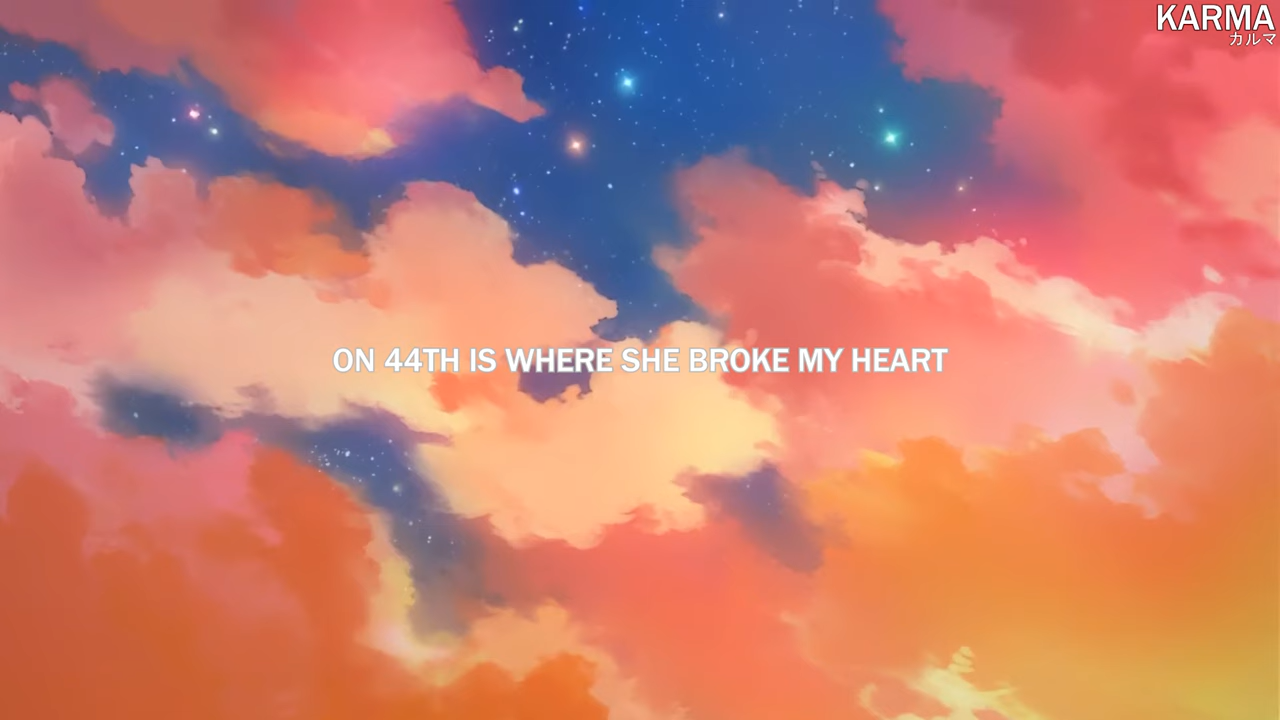 KARMA
カルマ
ON 44TH IS WHERE SHE BROKE MY HEART